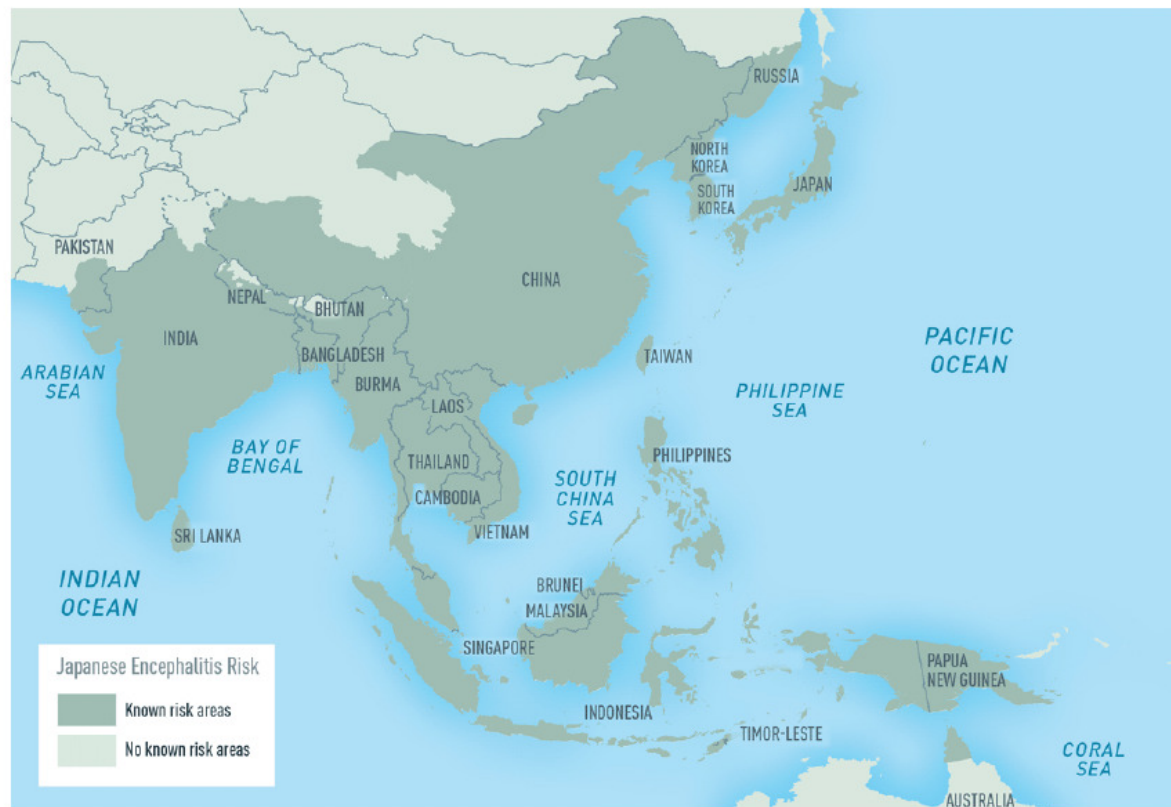 RUSSIA
NORTH
KOREA
SOUTH
KOREA
JAPAN
PAKISTAN
CHINA
NEPAL
BHUTAN
INDIA
BANGLADESH
BURMA
TAIWAN
PACIFIC
OCEAN
ARABIAN
SEA
PHILIPPINE
SEA
LAOS
BAY OF
BENGAL
THAILAND
PHILIPPINES
SOUTH
CHINA
SEA
CAMBODIA
VIETNAM
SRI LANKA
INDIAN
OCEAN
BRUNEI
MALAYSIA
SINGAPORE
PAPUA
NEW GUINEA
INDONESIA
TIMOR-LESTE
CORAL
SEA
AUSTRALIA
Japanese Encephalitis Risk
Known risk areas
No known risk areas